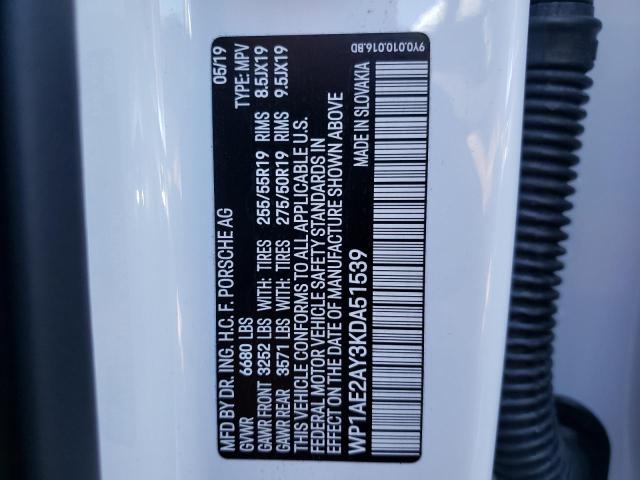 MFD BY DR. ING. H.C. F. PORSCHE AG 05/19
GVWR 6680 LBS TYPE: MPV
GAWR FRONT 3252 LBS WITH: TIRES 255/55R19 RIMS 8.5JX19
GAWR REAR 3571 LBS WITH: TIRES 275/50R19 RIMS 9.5JX19
THIS VEHICLE CONFORMS TO ALL APPLICABLE U.S.
FEDERAL MOTOR VEHICLE SAFETY STANDARDS IN
EFFECT ON THE DATE OF MANUFACTURE SHOWN ABOVE
WP1AE2AY3KDA51539 MADE IN SLOVAKIA
9Y0.010.016.BD